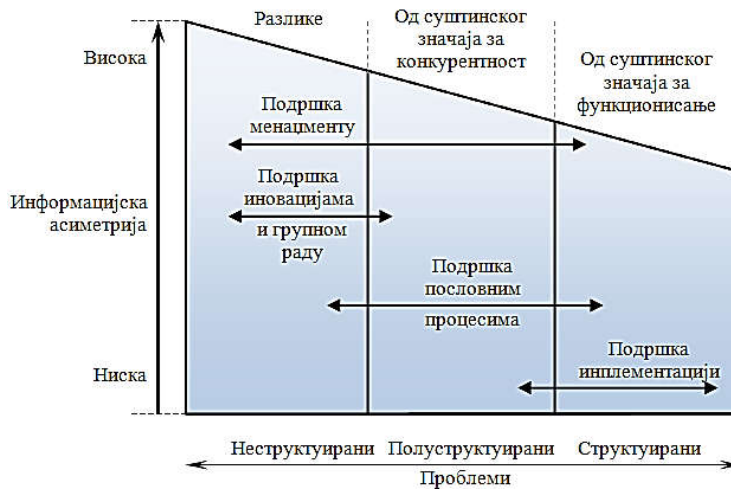 Разлике
Од суштинског
значаја за
конкурентност
Од суштинског
значаја за
функционисање
Висока
Информацијска
асиметрија
Ниска
Подршка
менаџменту
Подршка
иновацијама
и групном
раду
Подршка
пословним
процесима
Подршка
инплементацији
Неструктуирани
Полуструктуирани
Структуирани
Проблеми